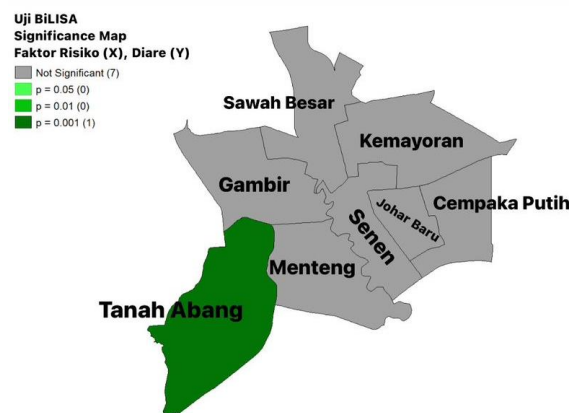 Uji BiLISA
Significance Map
Faktor Risiko (X), Diare (Y)
Not Significant (7)
p = 0.05 (0)
p = 0.01 (0)
p = 0.001 (1)
Sawah Besar
Kemayoran
Gambir
Cempaka Putih
Johar Baru
Senen
Menteng
Tanah Abang